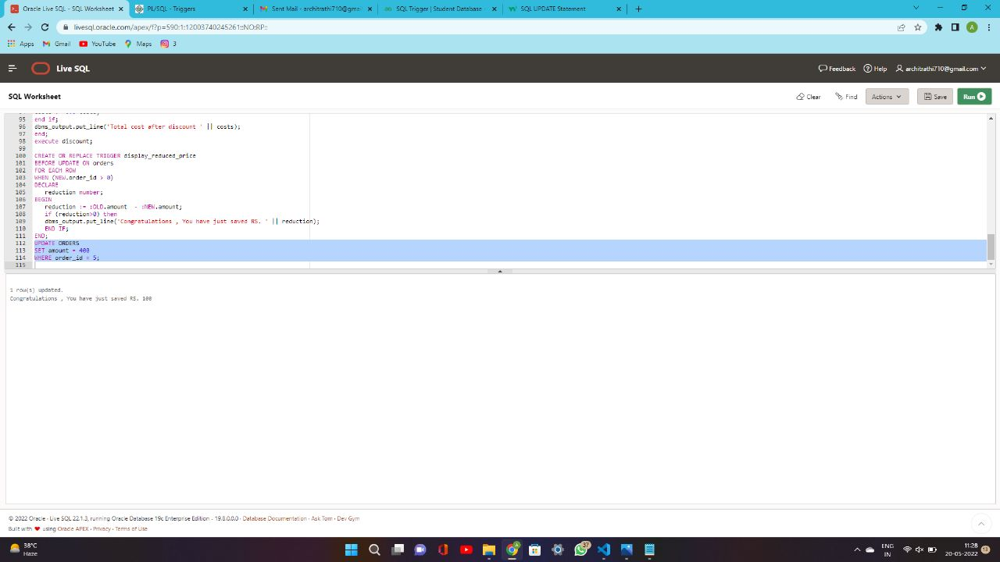 Oracle Live SQL - SQL Worksheet
PL/SQL - Triggers
Sent Mail - architrathi710@gmai
SQL Trigger | Student Database -
SQL UPDATE Statement
livesql.oracle.com/apex/f?p=590:1:12003740245261::NO:RP::
A
Apps
Gmail
YouTube
Maps
3
Live SQL
Feedback
Help
architrathi710@gmail.com
SQL Worksheet
Clear
Find
Actions
Save
Run
95 end if;
96 dbms_output.put_line('Total cost after discount ' || costs);
97 end;
98 execute discount;
99
100 CREATE OR REPLACE TRIGGER display_reduced_price
101 BEFORE UPDATE ON orders
102 FOR EACH ROW
103 WHEN (NEW.order_id > 0)
104 DECLARE
105 reduction number;
106 BEGIN
107 reduction := :OLD.amount - :NEW.amount;
108 if (reduction>0) then
109 dbms_output.put_line('Congratulations , You have just saved RS. ' || reduction);
110 END IF;
111 END;
112 UPDATE ORDERS
113 SET amount = 400
114 WHERE order_id = 5;
115
1 row(s) updated.
Congratulations , You have just saved RS. 100
© 2022 Oracle · Live SQL 22.1.3, running Oracle Database 19c Enterprise Edition - 19.8.0.0.0 · Database Documentation · Ask Tom · Dev Gym
Built with ❤ using Oracle APEX · Privacy · Terms of Use
38°C
Haze
A
37
ENG
IN
11:28
20-05-2022